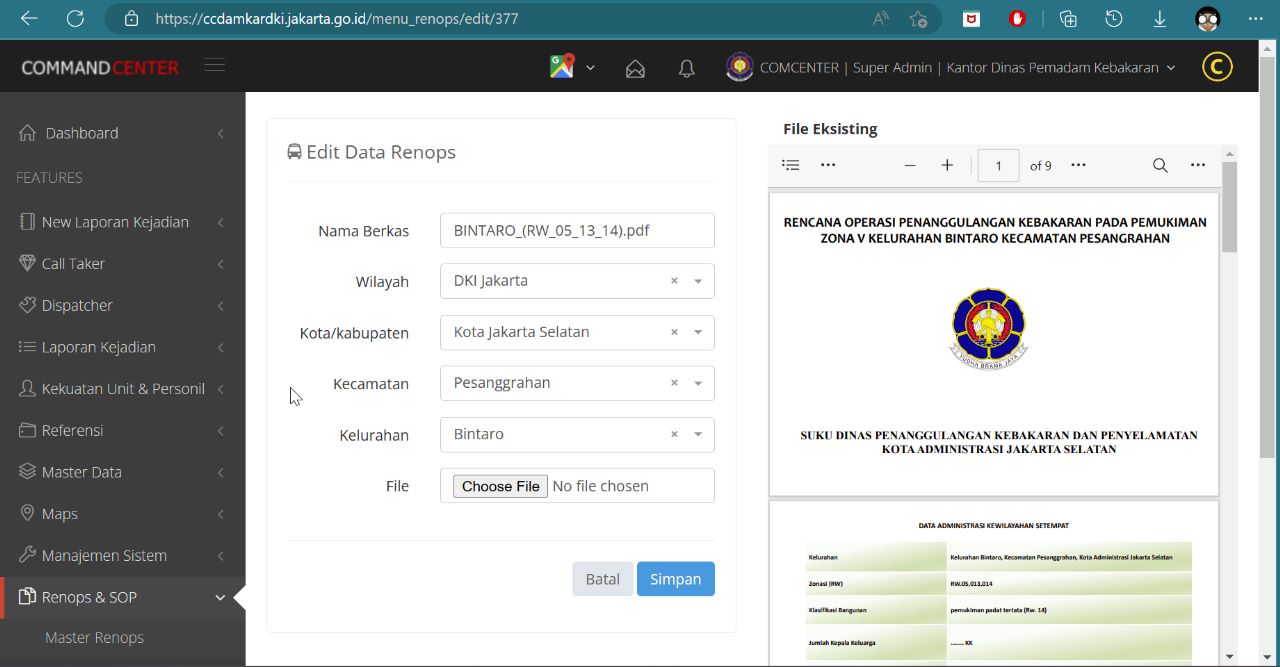 https://ccdamkardki.jakarta.go.id/menu_renops/edit/377
COMMANDCENTER
COMCENTER | Super Admin | Kantor Dinas Pemadam Kebakaran
C
Dashboard
FEATURES
New Laporan Kejadian
Call Taker
Dispatcher
Laporan Kejadian
Kekuatan Unit & Personil
Referensi
Master Data
Maps
Manajemen Sistem
Renops & SOP
Master Renops
Edit Data Renops
Nama Berkas BINTARO_(RW_05_13_14).pdf
Wilayah DKI Jakarta
Kota/kabupaten Kota Jakarta Selatan
Kecamatan Pesanggrahan
Kelurahan Bintaro
File Choose File No file chosen
Batal Simpan
File Eksisting
1 of 9
RENCANA OPERASI PENANGGULANGAN KEBAKARAN PADA PEMUKIMAN
ZONA V KELURAHAN BINTARO KECAMATAN PESANGRAHAN
YUDHA BRAMA JAYA
SUKU DINAS PENANGGULANGAN KEBAKARAN DAN PENYELAMATAN
KOTA ADMINISTRASI JAKARTA SELATAN
DATA ADMINISTRASI KEWILAYAHAN SETEMPAT
Kelurahan Kelurahan Bintaro, Kecamatan Pesanggrahan, Kota Administrasi Jakarta Selatan
Zonasi (RW) RW.05,013,014
Klasifikasi Bangunan pemukiman padat tertata (Rw. 14)
Jumlah Kepala Keluarga ........ KK